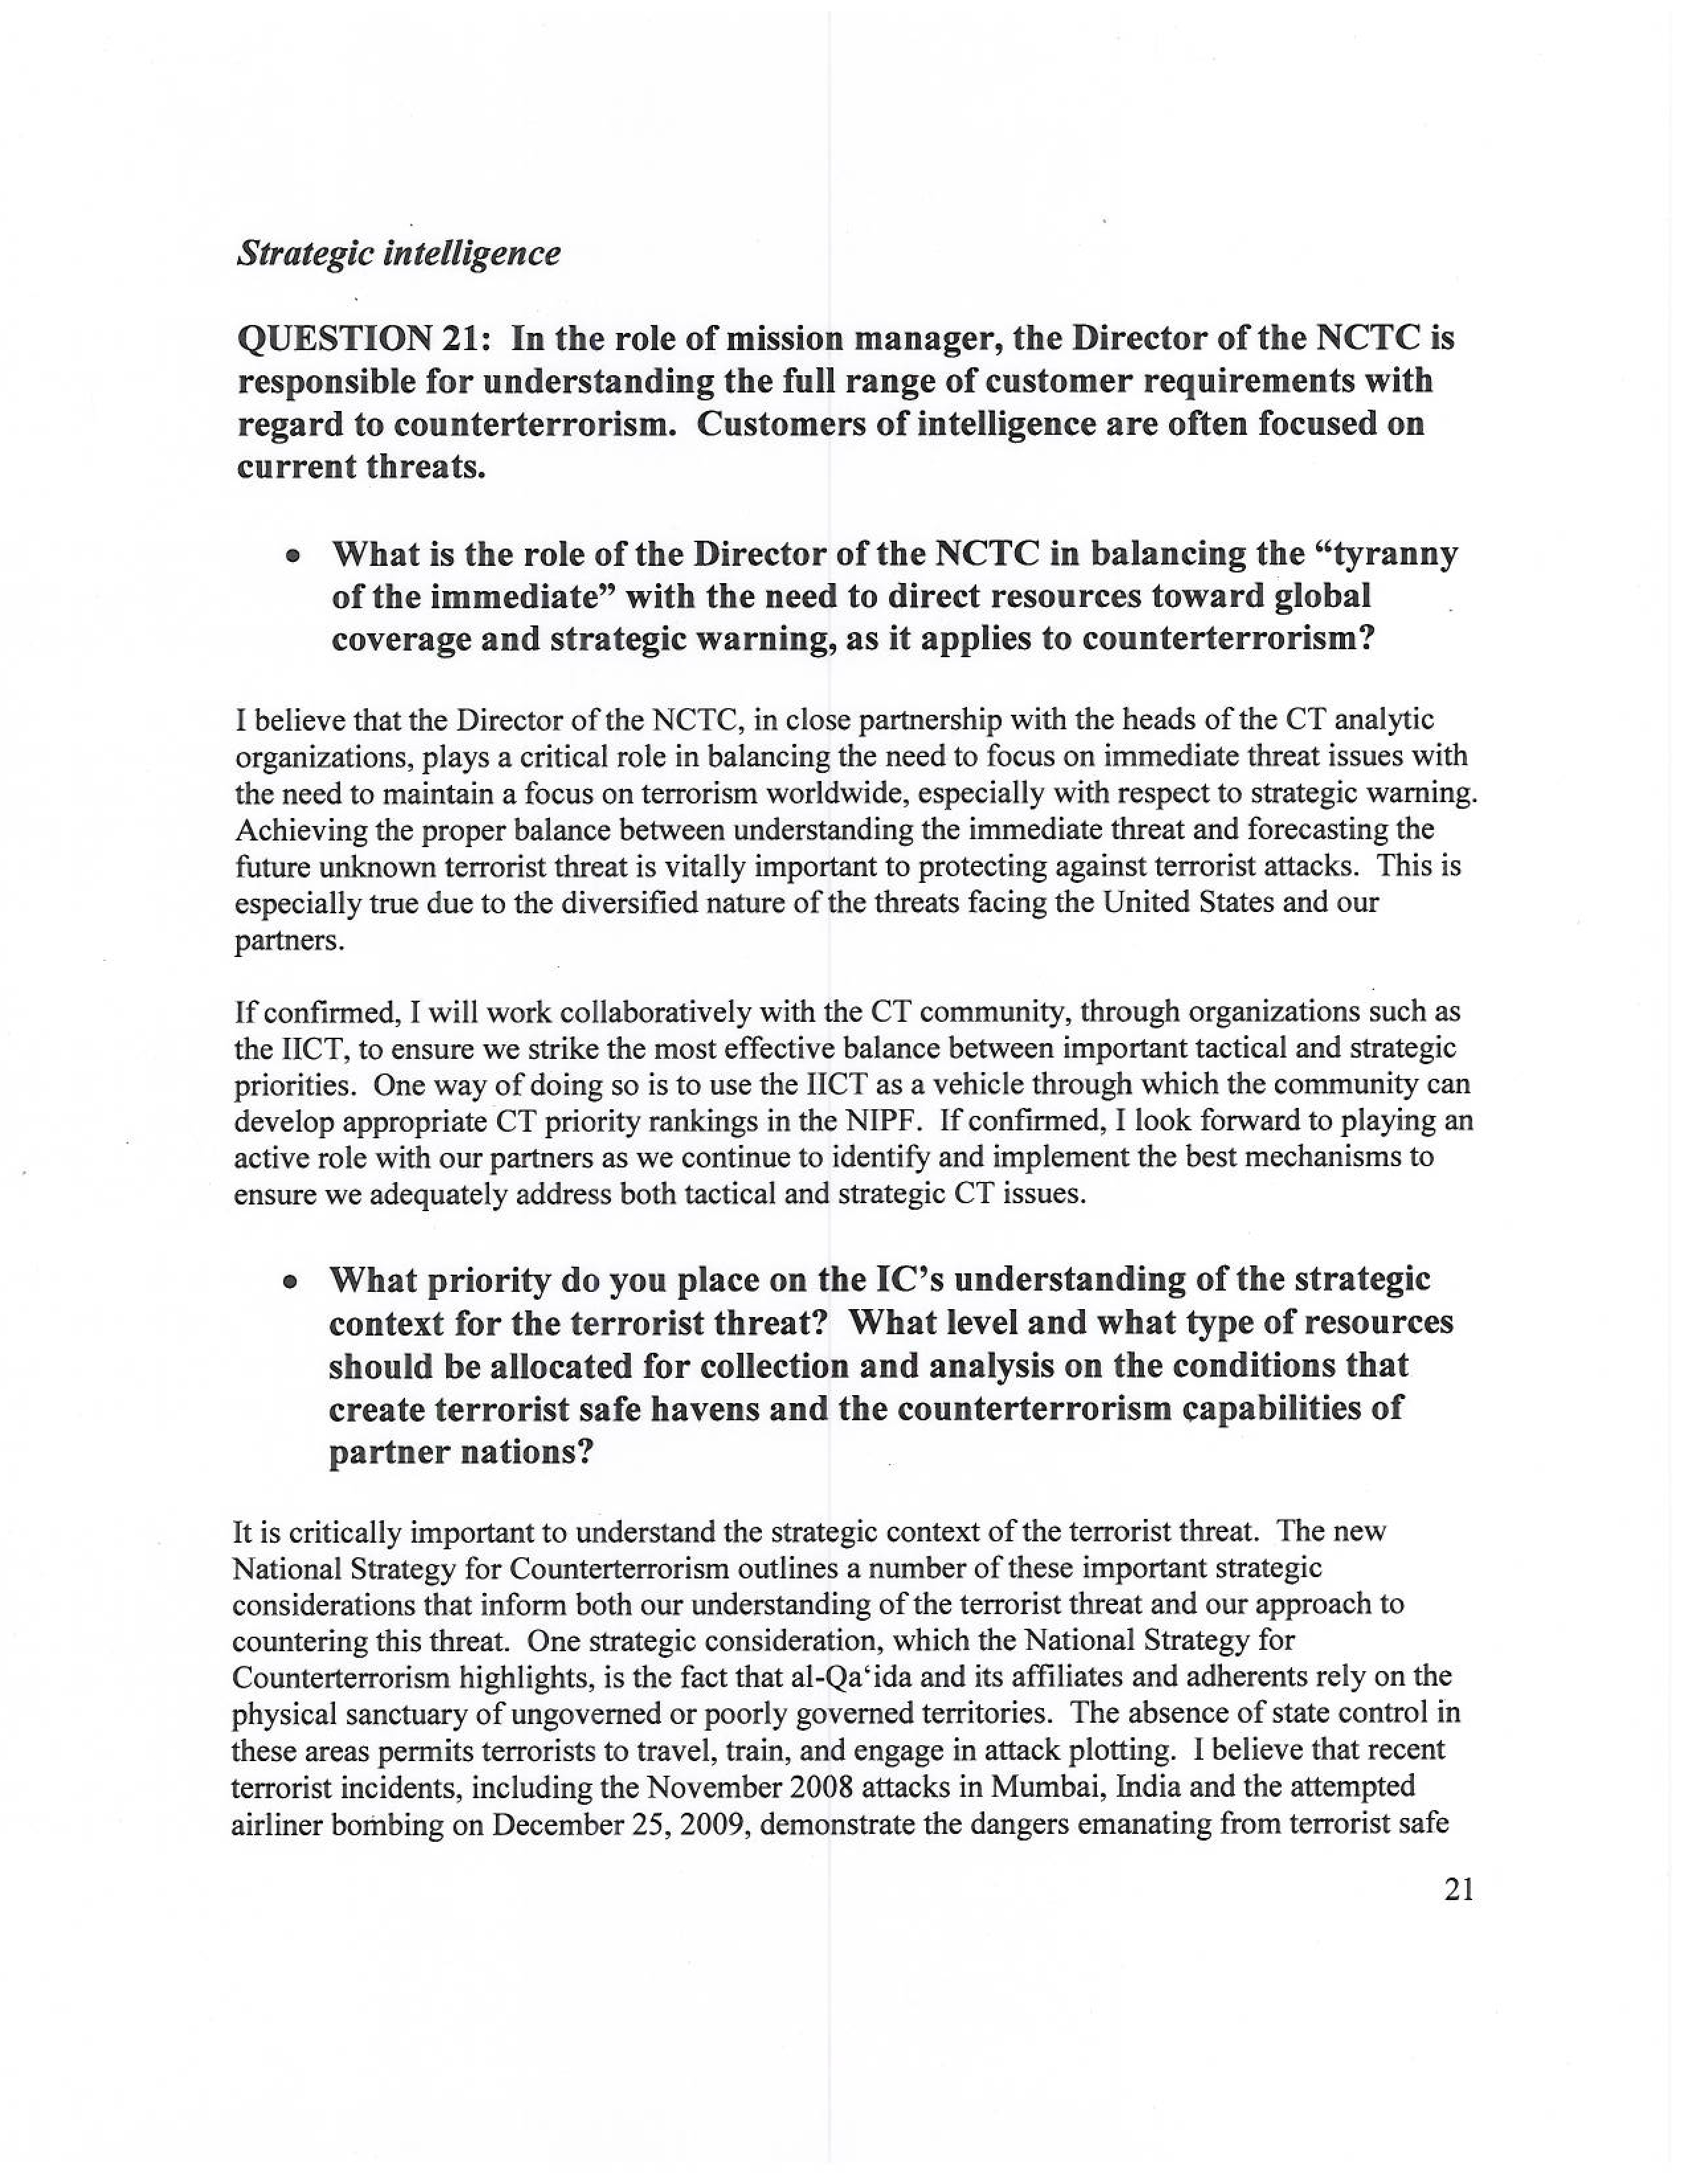 Strategic intelligence
QUESTION 21:  In the role of mission manager, the Director of the NCTC is
responsible for understanding the full range of customer requirements with
regard to counterterrorism.  Customers of intelligence are often focused on
current threats.
• What is the role of the Director of the NCTC in balancing the “tyranny
of the immediate” with the need to direct resources toward global
coverage and strategic warning, as it applies to counterterrorism?
I believe that the Director of the NCTC, in close partnership with the heads of the CT analytic
organizations, plays a critical role in balancing the need to focus on immediate threat issues with
the need to maintain a focus on terrorism worldwide, especially with respect to strategic warning.
Achieving the proper balance between understanding the immediate threat and forecasting the
future unknown terrorist threat is vitally important to protecting against terrorist attacks.  This is
especially true due to the diversified nature of the threats facing the United States and our
partners.
If confirmed, I will work collaboratively with the CT community, through organizations such as
the IICT, to ensure we strike the most effective balance between important tactical and strategic
priorities.  One way of doing so is to use the IICT as a vehicle through which the community can
develop appropriate CT priority rankings in the NIPF.  If confirmed, I look forward to playing an
active role with our partners as we continue to identify and implement the best mechanisms to
ensure we adequately address both tactical and strategic CT issues.
• What priority do you place on the IC’s understanding of the strategic
context for the terrorist threat?  What level and what type of resources
should be allocated for collection and analysis on the conditions that
create terrorist safe havens and the counterterrorism capabilities of
partner nations?
It is critically important to understand the strategic context of the terrorist threat.  The new
National Strategy for Counterterrorism outlines a number of these important strategic
considerations that inform both our understanding of the terrorist threat and our approach to
countering this threat.  One strategic consideration, which the National Strategy for
Counterterrorism highlights, is the fact that al-Qa‘ida and its affiliates and adherents rely on the
physical sanctuary of ungoverned or poorly governed territories.  The absence of state control in
these areas permits terrorists to travel, train, and engage in attack plotting.  I believe that recent
terrorist incidents, including the November 2008 attacks in Mumbai, India and the attempted
airliner bombing on December 25, 2009, demonstrate the dangers emanating from terrorist safe
21